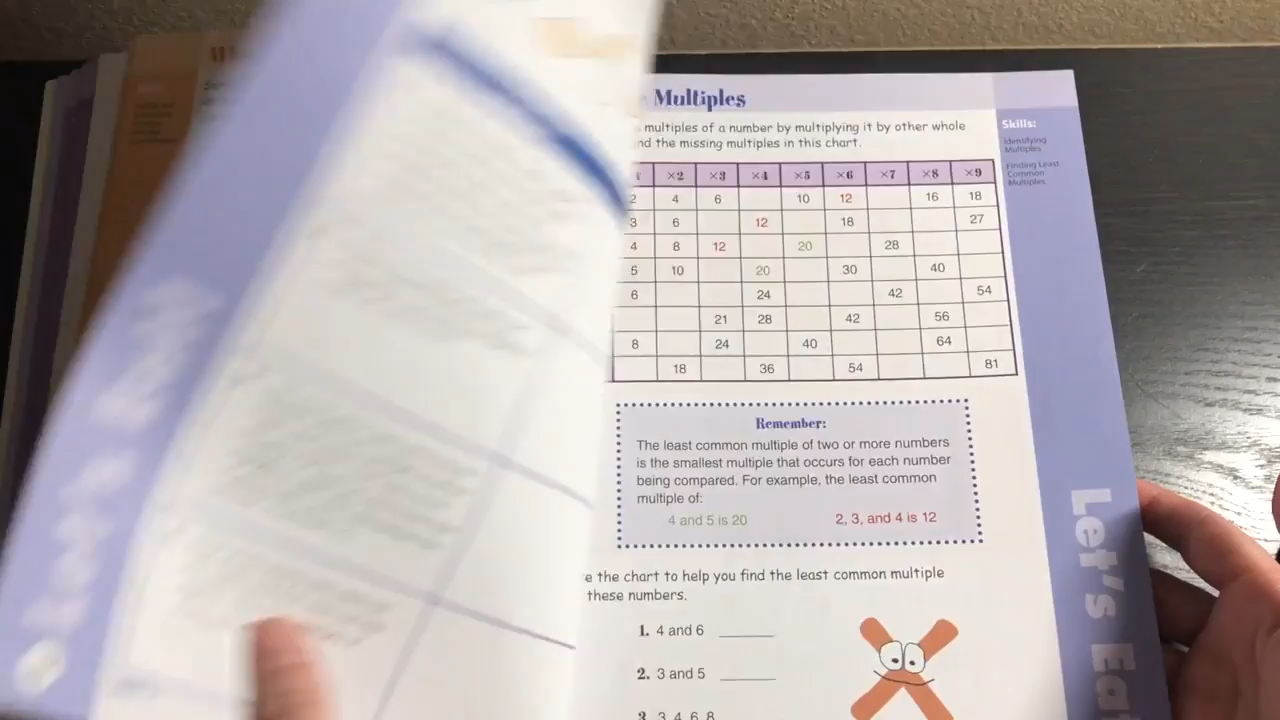 Multiples
multiples of a number by multiplying it by other whole
the missing multiples in this chart.
Skills:
Identifying
Multiples
Finding Least
Common
Multiples
×2 ×3 ×4 ×5 ×6 ×7 ×8 ×9
2 4 6 10 12 16 18
3 6 12 18 27
4 8 12 20 28
5 10 20 30 40
6 24 42 54
21 28 42 56
8 24 40 64
18 36 54 81
Remember:
The least common multiple of two or more numbers
is the smallest multiple that occurs for each number
being compared. For example, the least common
multiple of:
4 and 5 is 20
2, 3, and 4 is 12
the chart to help you find the least common multiple
these numbers.
1. 4 and 6
2. 3 and 5
3. 3, 4, 6, 8
Let's